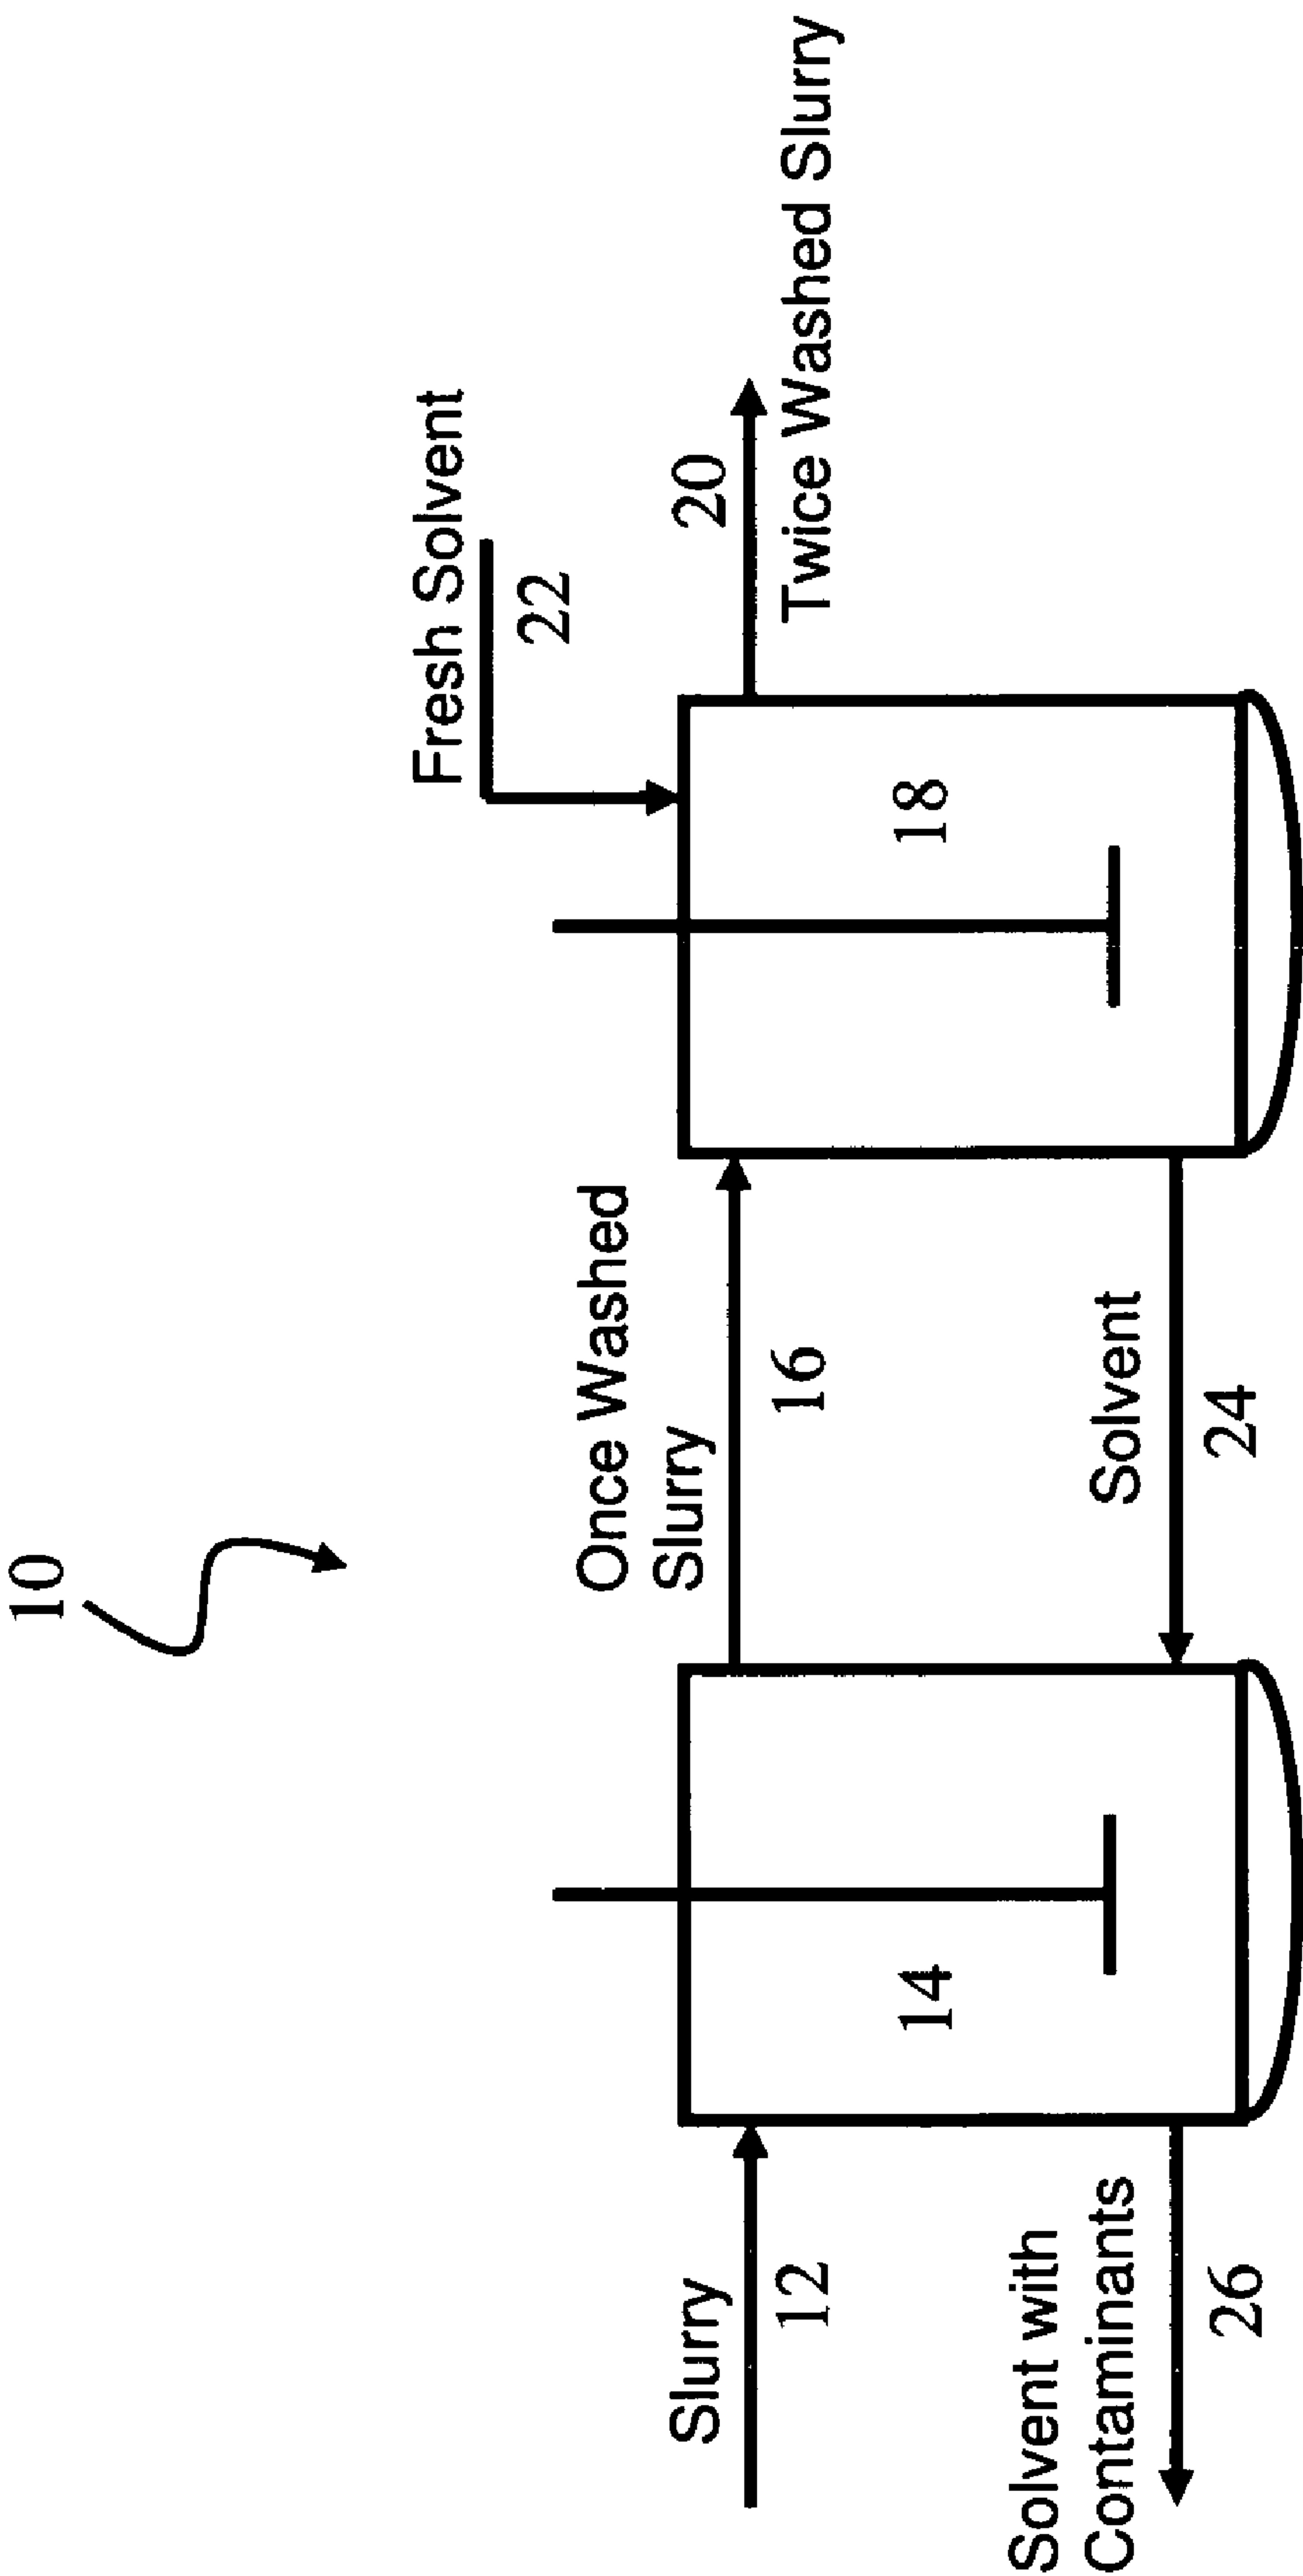 10
Fresh Solvent
22
Once Washed
Slurry
16
20
Twice Washed Slurry
Slurry
12
14
18
Solvent with
Contaminants
26
Solvent
24